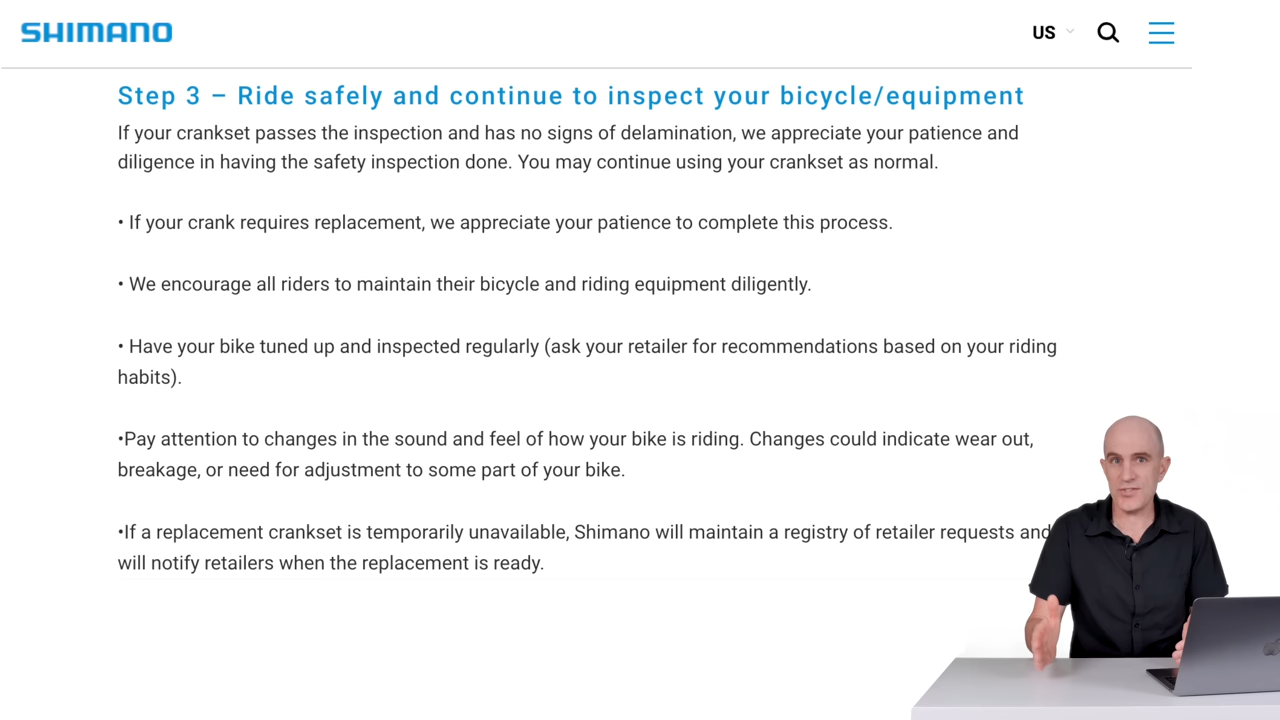 SHIMANO
US
Step 3 – Ride safely and continue to inspect your bicycle/equipment
If your crankset passes the inspection and has no signs of delamination, we appreciate your patience and
diligence in having the safety inspection done. You may continue using your crankset as normal.
• If your crank requires replacement, we appreciate your patience to complete this process.
• We encourage all riders to maintain their bicycle and riding equipment diligently.
• Have your bike tuned up and inspected regularly (ask your retailer for recommendations based on your riding
habits).
•Pay attention to changes in the sound and feel of how your bike is riding. Changes could indicate wear out,
breakage, or need for adjustment to some part of your bike.
•If a replacement crankset is temporarily unavailable, Shimano will maintain a registry of retailer requests and
will notify retailers when the replacement is ready.